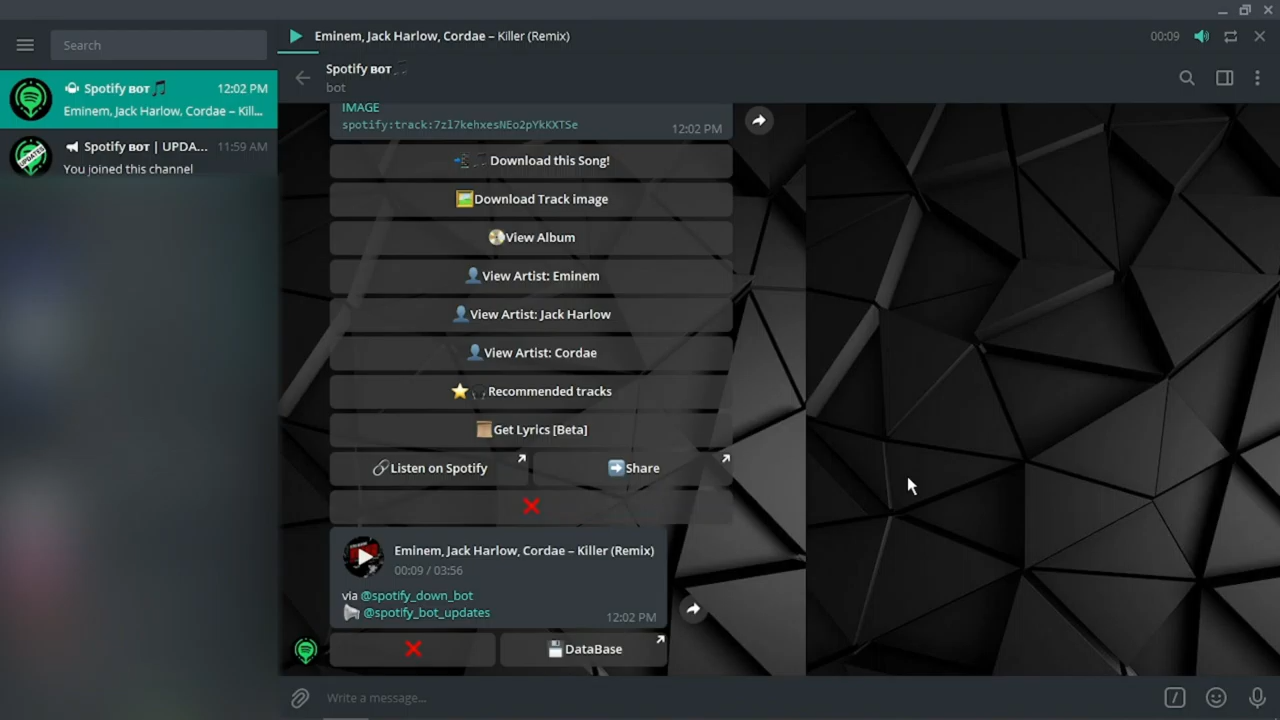 Search
Eminem, Jack Harlow, Cordae – Killer (Remix)
00:09
Spotify вот
bot
Spotify вот
12:02 PM
Eminem, Jack Harlow, Cordae – Kill...
Spotify вот | UPDA...
11:59 AM
You joined this channel
UPDATES
IMAGE
spotify:track:7zl7kehxesNEo2pYkKXTSe
12:02 PM
Download this Song!
Download Track image
View Album
View Artist: Eminem
View Artist: Jack Harlow
View Artist: Cordae
Recommended tracks
Get Lyrics [Beta]
Listen on Spotify
Share
Eminem, Jack Harlow, Cordae – Killer (Remix)
00:09 / 03:56
via @spotify_down_bot
@spotify_bot_updates
12:02 PM
DataBase
Write a message...